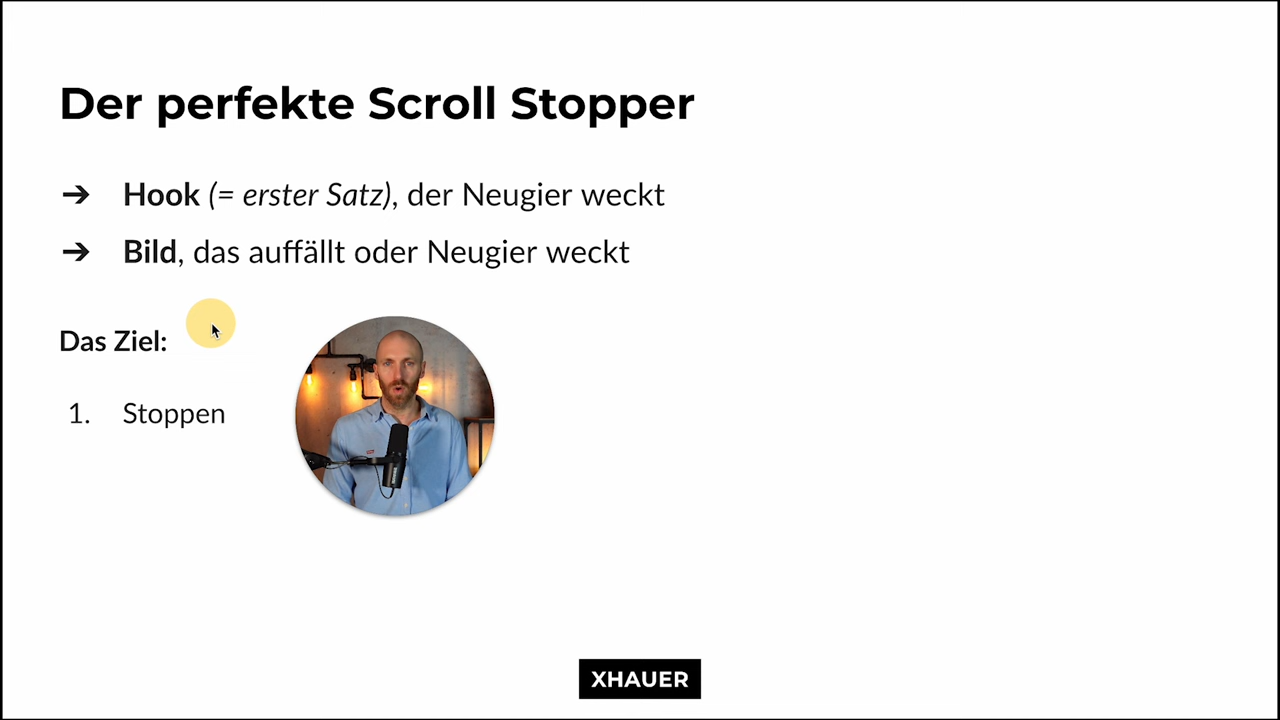 Der perfekte Scroll Stopper
➔ Hook (= erster Satz), der Neugier weckt
➔ Bild, das auffällt oder Neugier weckt
Das Ziel:
1. Stoppen
XHAUER